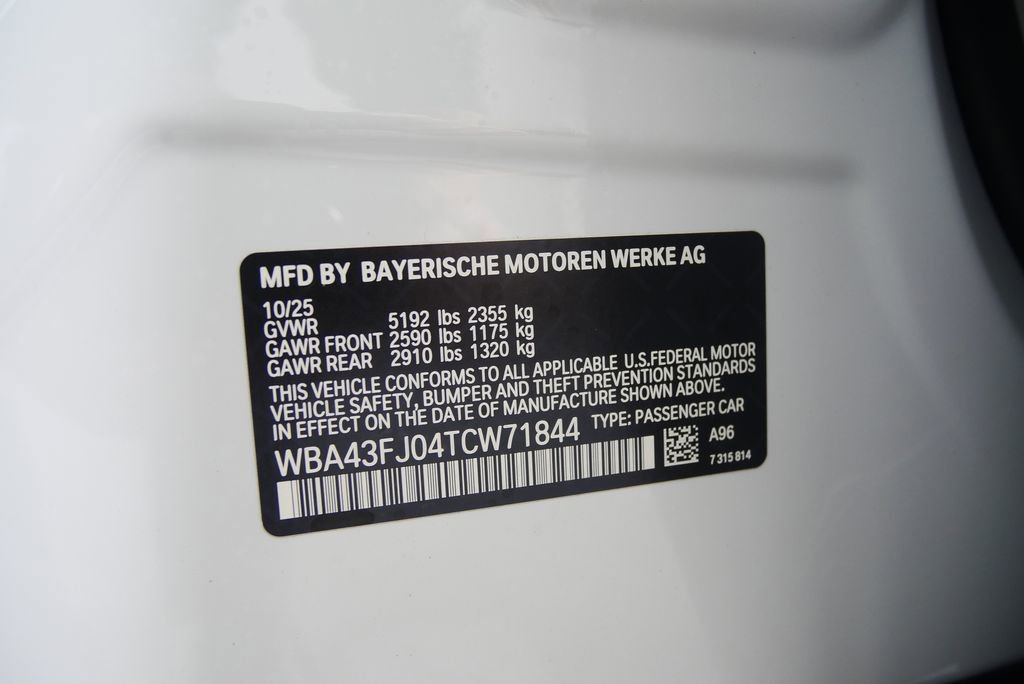 MFD BY BAYERISCHE MOTOREN WERKE AG
10/25
GVWR 5192 lbs 2355 kg
GAWR FRONT 2590 lbs 1175 kg
GAWR REAR 2910 lbs 1320 kg
THIS VEHICLE CONFORMS TO ALL APPLICABLE U.S.FEDERAL MOTOR
VEHICLE SAFETY, BUMPER AND THEFT PREVENTION STANDARDS
IN EFFECT ON THE DATE OF MANUFACTURE SHOWN ABOVE.
WBA43FJ04TCW71844 TYPE: PASSENGER CAR
A96
7 315 814